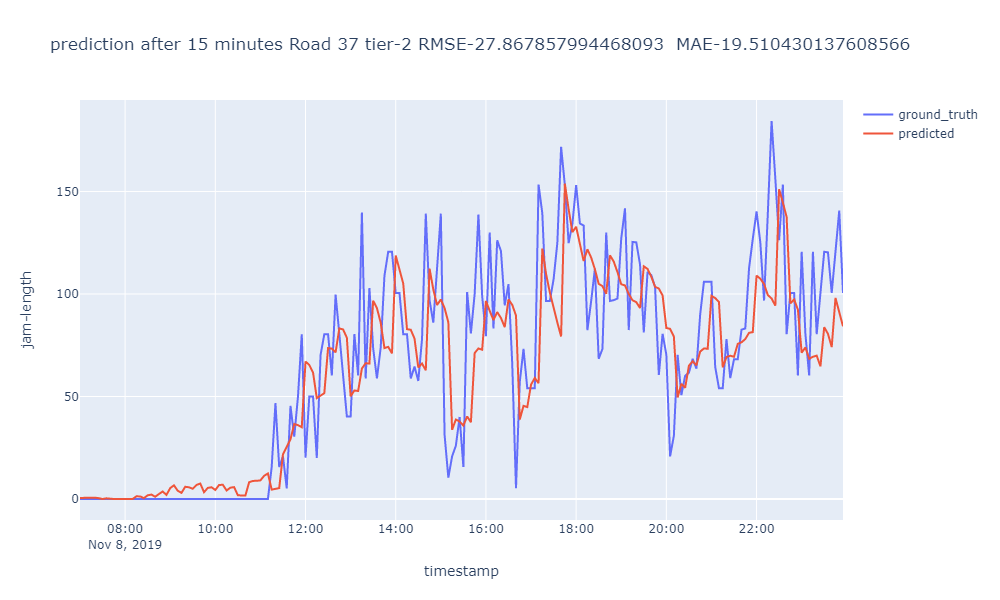 prediction after 15 minutes Road 37 tier-2 RMSE-27.867857994468093  MAE-19.510430137608566
ground_truth
predicted
jam-length
150
100
50
0
08:00 10:00 12:00 14:00 16:00 18:00 20:00 22:00
Nov 8, 2019
timestamp